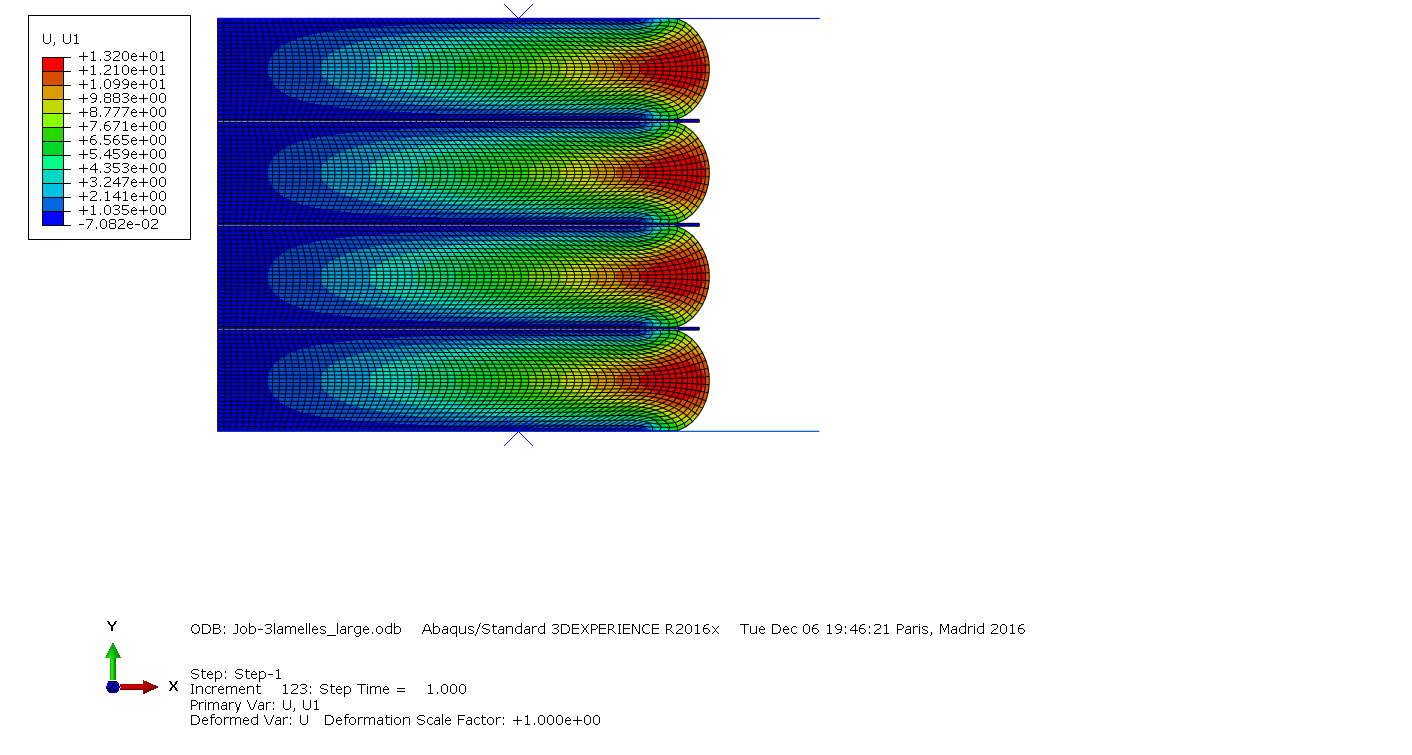 U, U1
+1.320e+01
+1.210e+01
+1.099e+01
+9.883e+00
+8.777e+00
+7.671e+00
+6.565e+00
+5.459e+00
+4.353e+00
+3.247e+00
+2.141e+00
+1.035e+00
-7.082e-02
Y
X
ODB: Job-3lamelles_large.odb Abaqus/Standard 3DEXPERIENCE R2016x Tue Dec 06 19:46:21 Paris, Madrid 2016
Step: Step-1
Increment 123: Step Time = 1.000
Primary Var: U, U1
Deformed Var: U Deformation Scale Factor: +1.000e+00